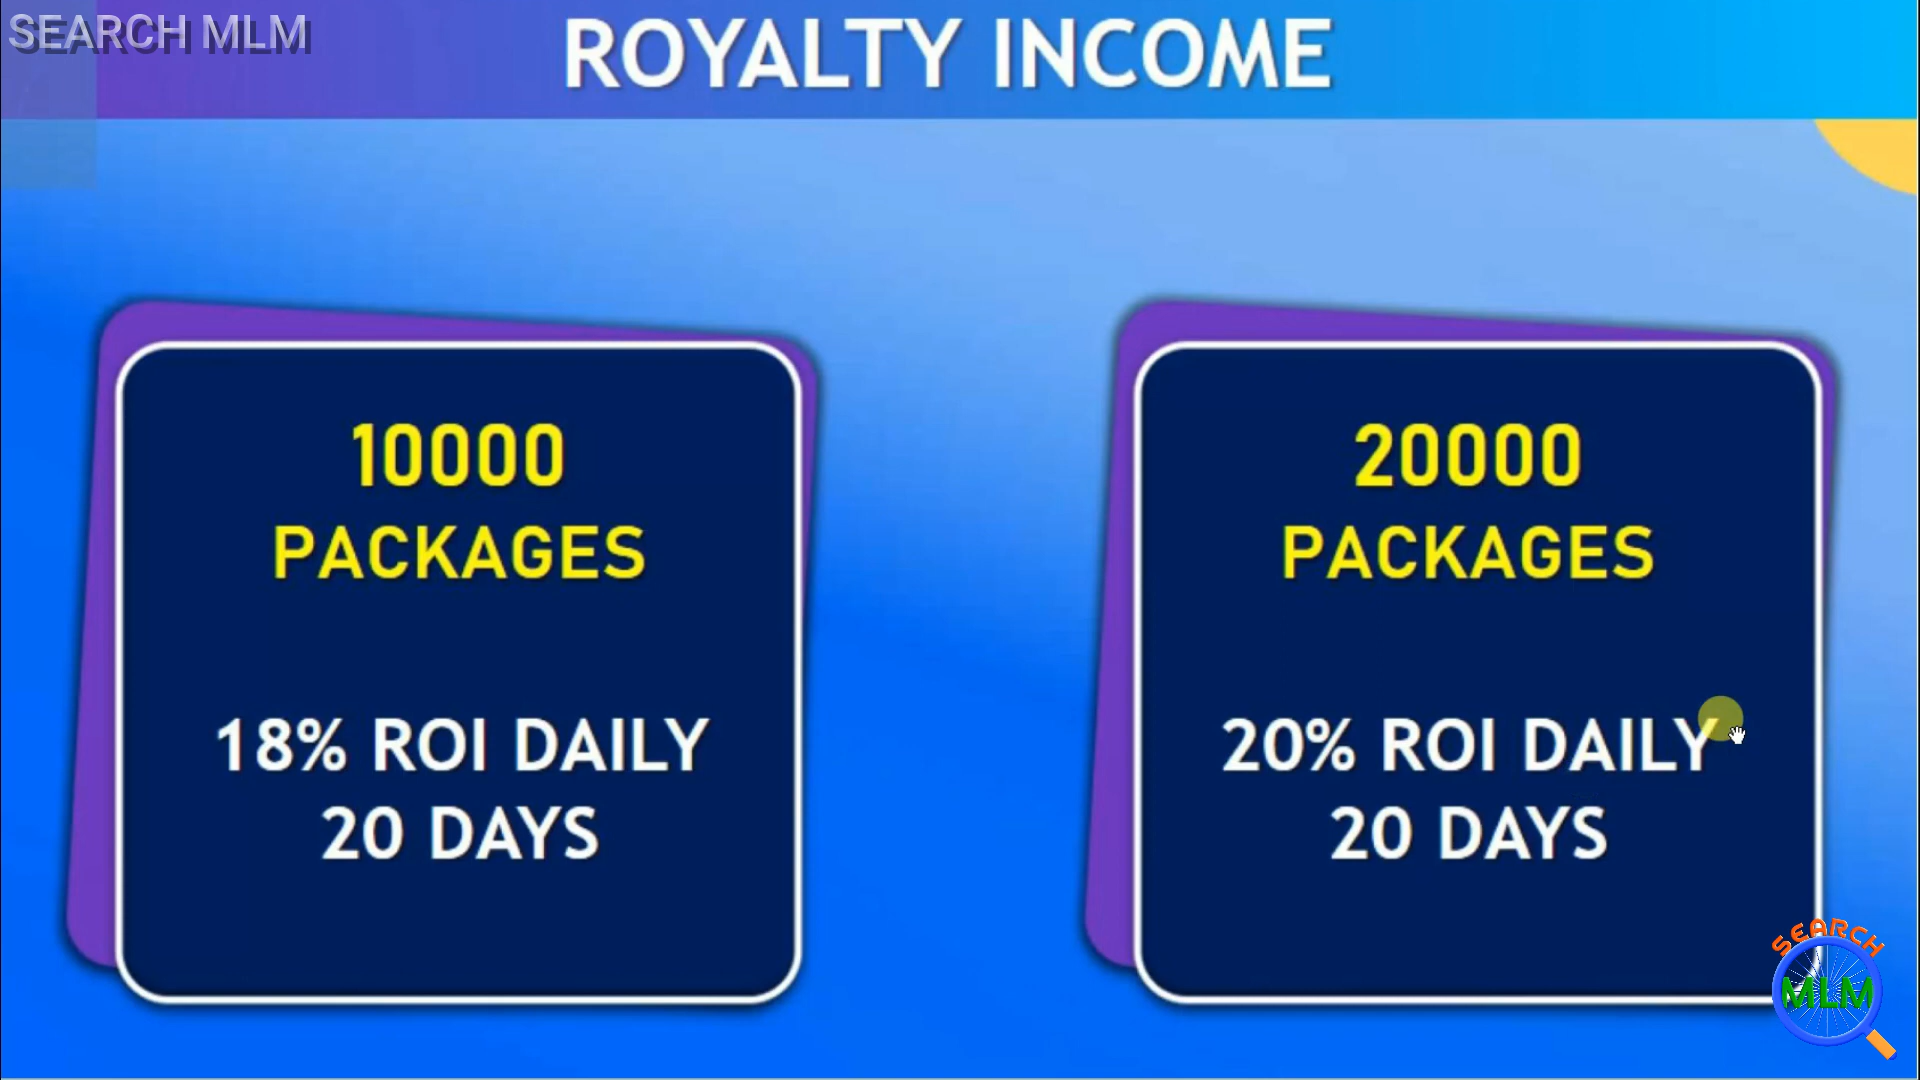 SEARCH MLM
ROYALTY INCOME
10000
PACKAGES
18% ROI DAILY
20 DAYS
20000
PACKAGES
20% ROI DAILY
20 DAYS
SEARCH
MLM